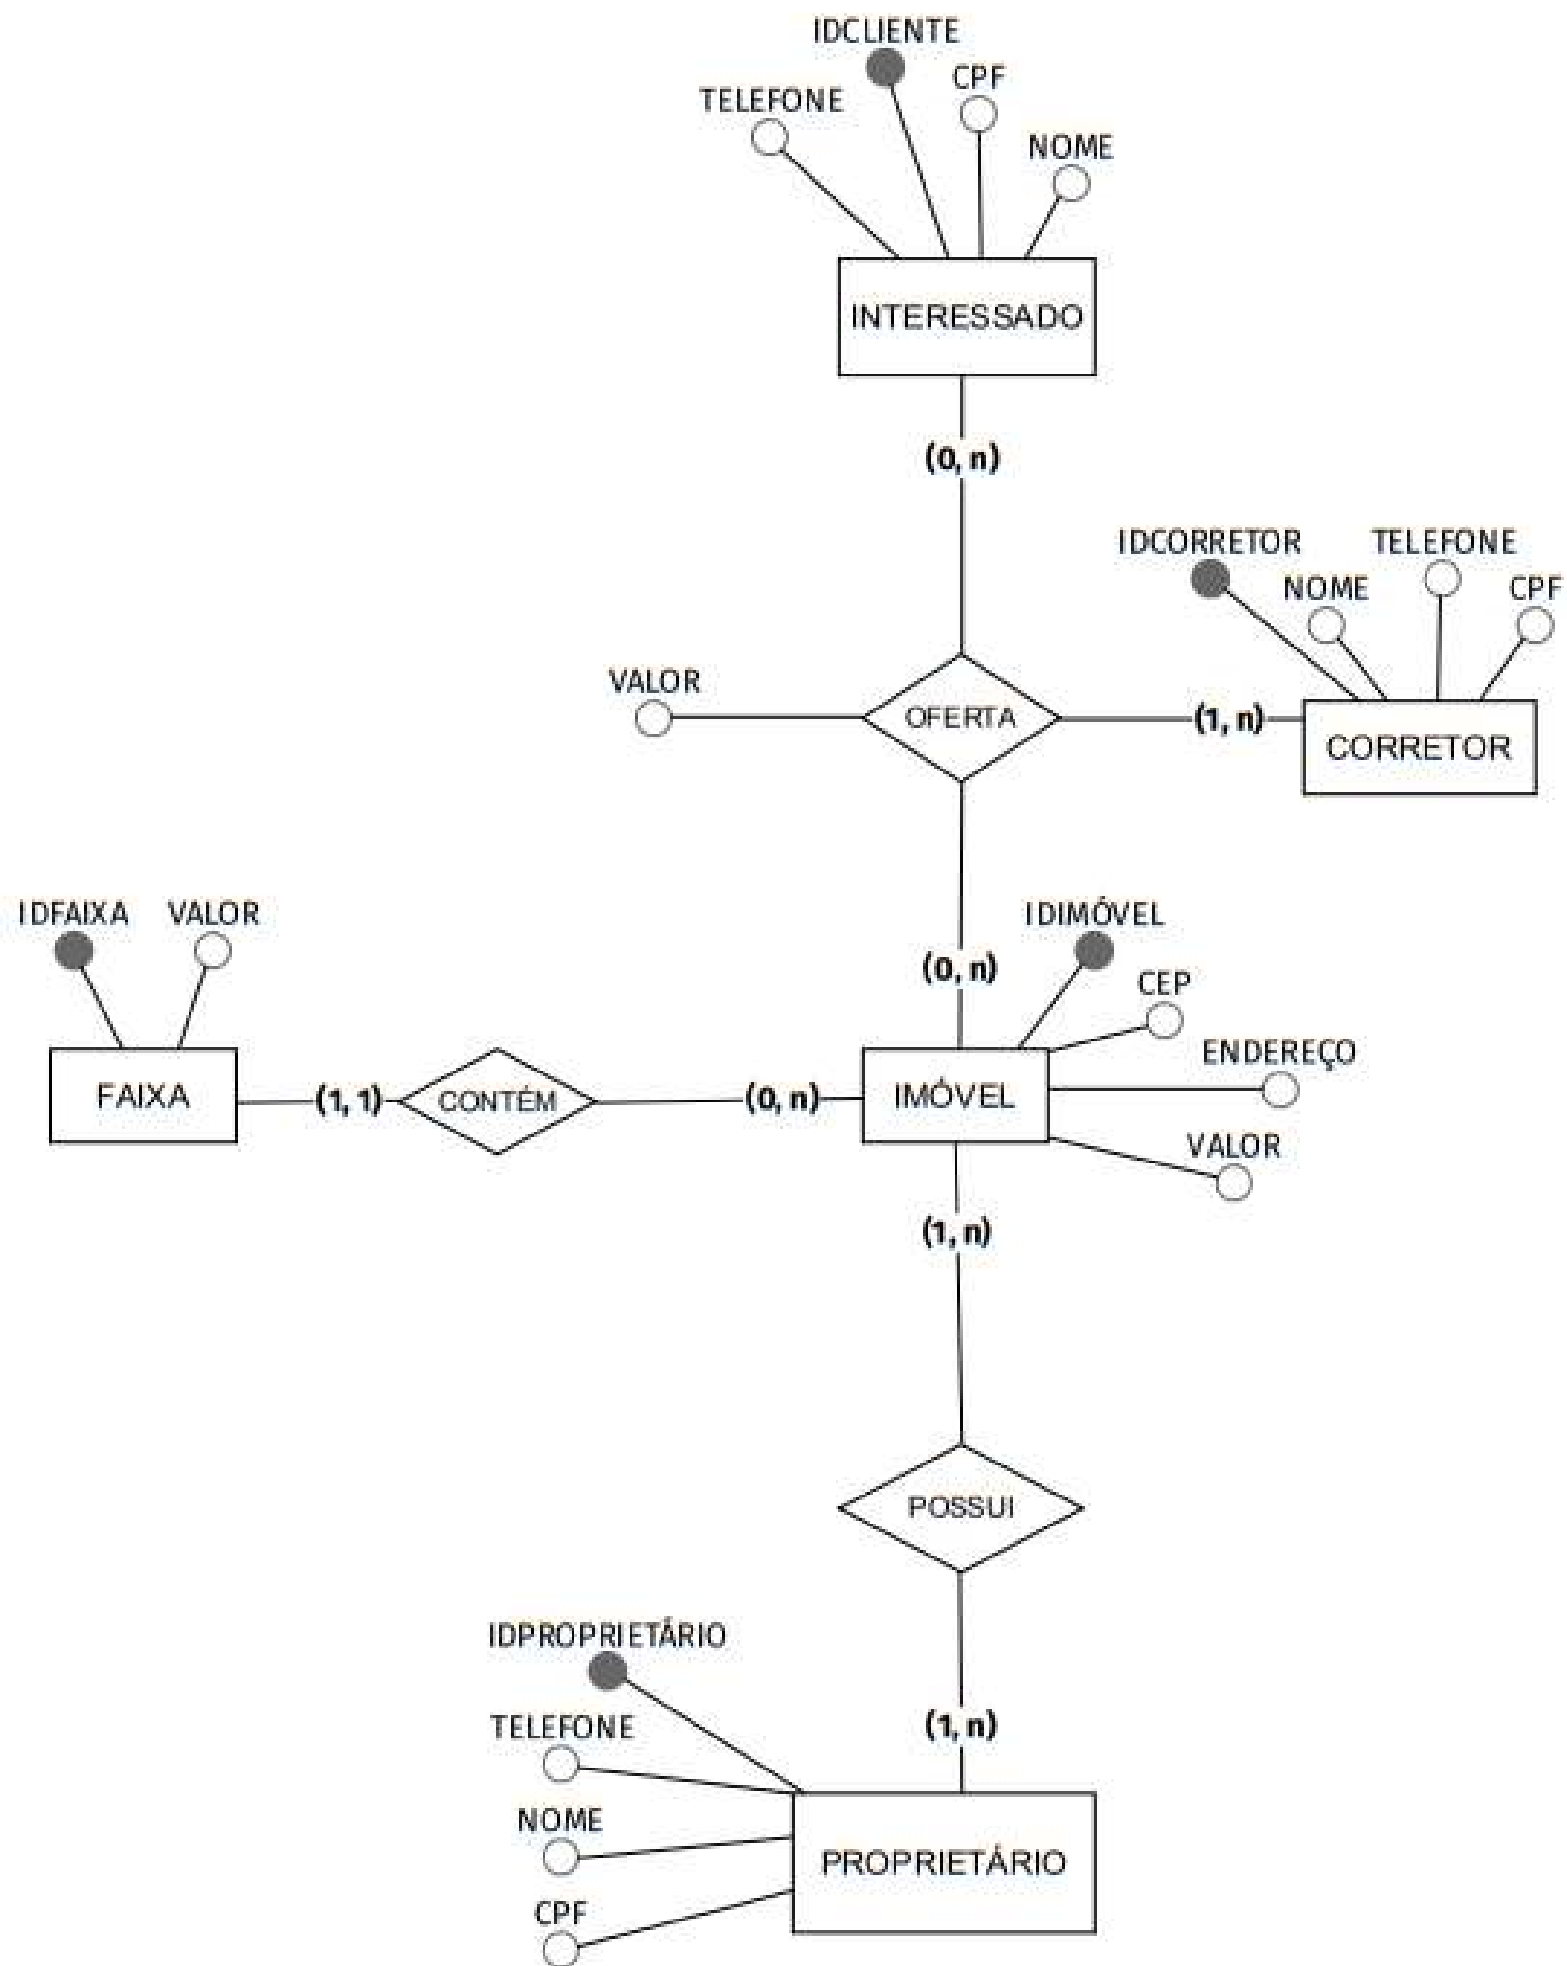 IDCLIENTE
CPF
TELEFONE
NOME
INTERESSADO
(0, n)
IDCORRETOR
TELEFONE
NOME
CPF
VALOR
OFERTA
(1, n)
CORRETOR
IDFAIXA
VALOR
IDIMÓVEL
(0, n)
CEP
ENDEREÇO
FAIXA
(1, 1)
CONTÉM
(0, n)
IMÓVEL
VALOR
(1, n)
POSSUI
IDPROPRIETÁRIO
TELEFONE
(1, n)
NOME
PROPRIETÁRIO
CPF